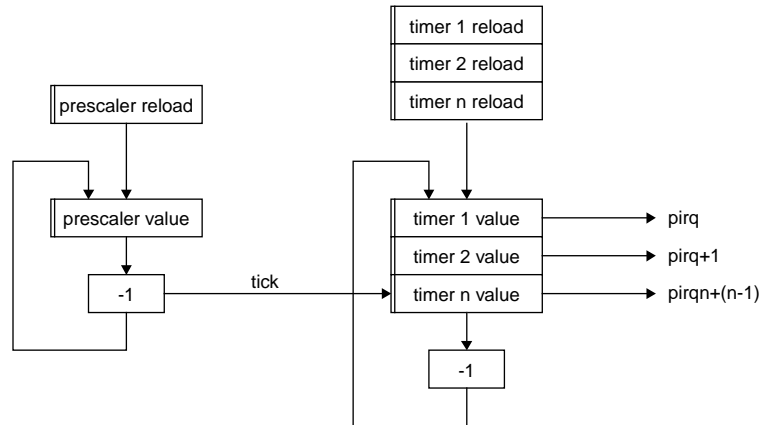 timer 1 reload
timer 2 reload
timer n reload
prescaler reload
prescaler value
-1
tick
timer 1 value
timer 2 value
timer n value
pirq
pirq+1
pirqn+(n-1)
-1